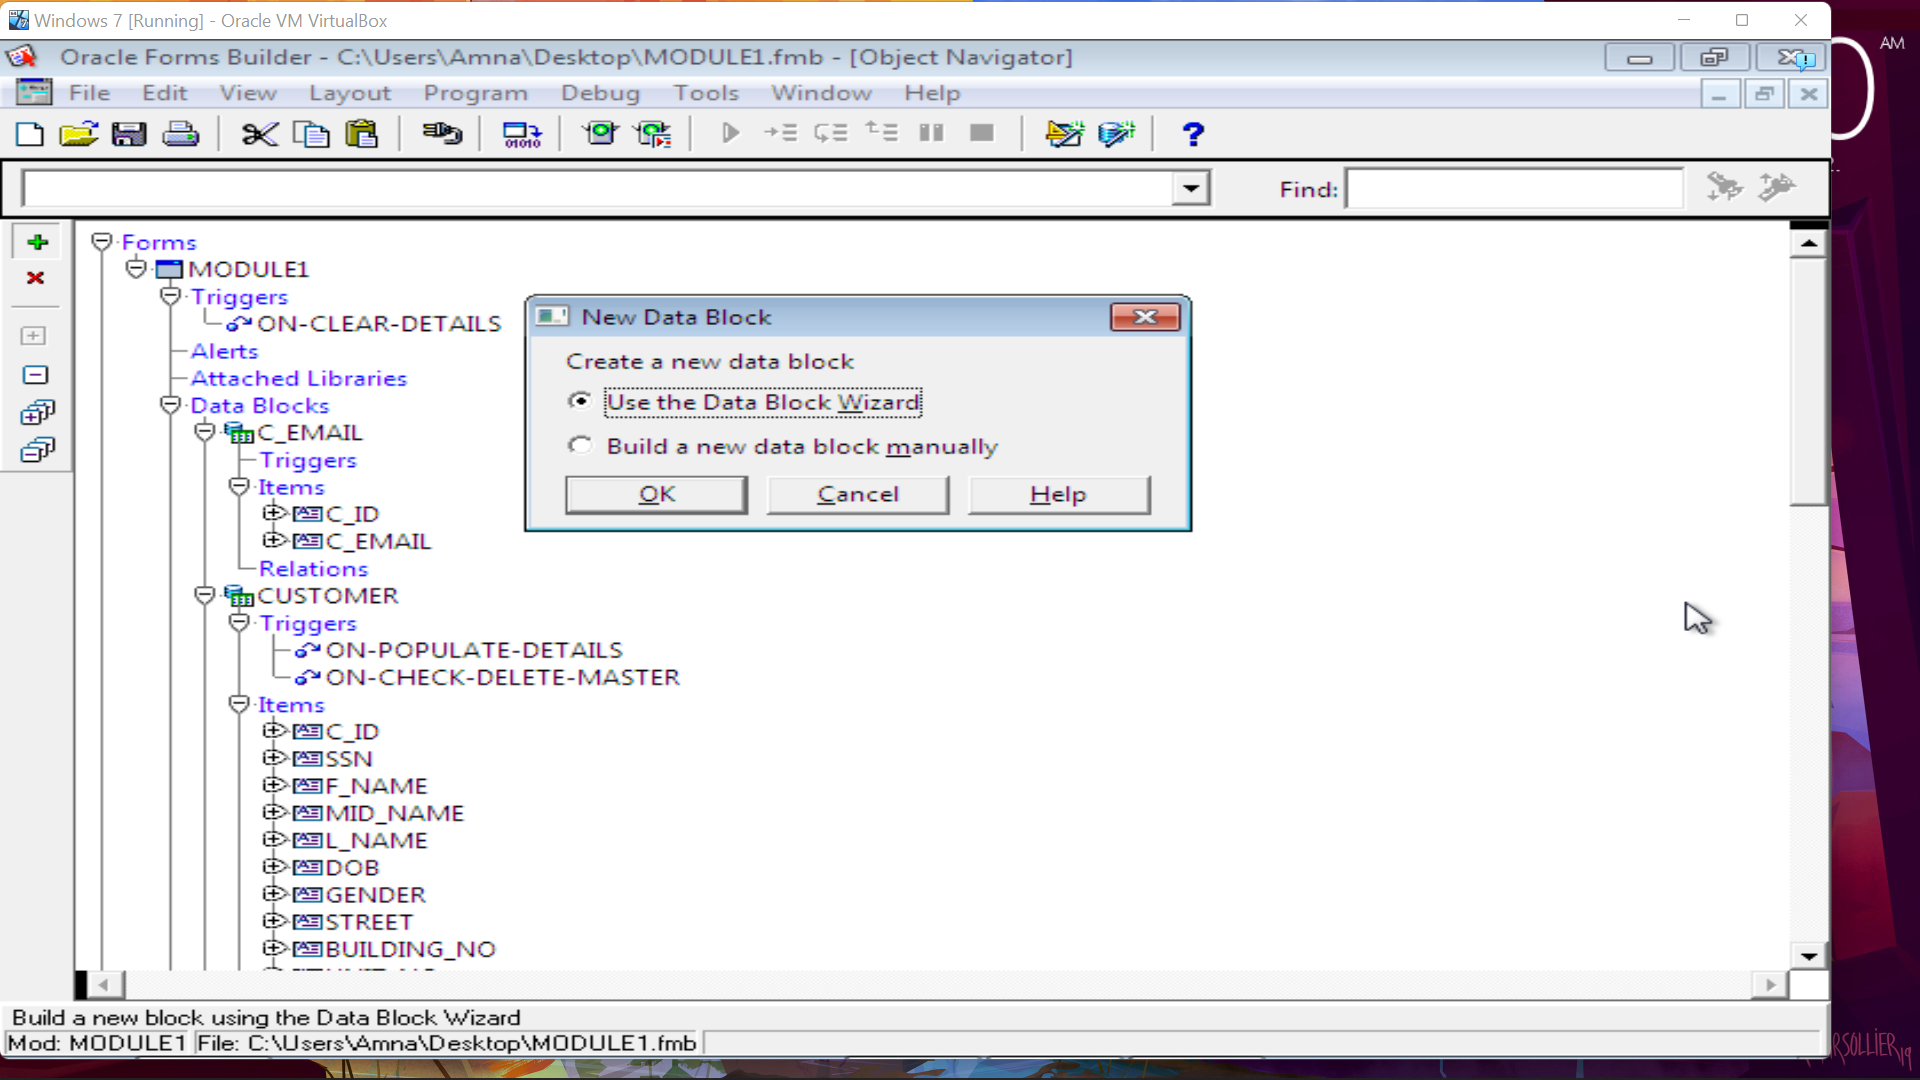 Windows 7 [Running] - Oracle VM VirtualBox
AM
Oracle Forms Builder - C:\Users\Amna\Desktop\MODULE1.fmb - [Object Navigator]
File Edit View Layout Program Debug Tools Window Help
Find:
Forms
MODULE1
Triggers
ON-CLEAR-DETAILS
Alerts
Attached Libraries
Data Blocks
C_EMAIL
Triggers
Items
C_ID
C_EMAIL
Relations
CUSTOMER
Triggers
ON-POPULATE-DETAILS
ON-CHECK-DELETE-MASTER
Items
C_ID
SSN
F_NAME
MID_NAME
L_NAME
DOB
GENDER
STREET
BUILDING_NO
New Data Block
Create a new data block
Use the Data Block Wizard
Build a new data block manually
OK Cancel Help
Build a new block using the Data Block Wizard
Mod: MODULE1 File: C:\Users\Amna\Desktop\MODULE1.fmb